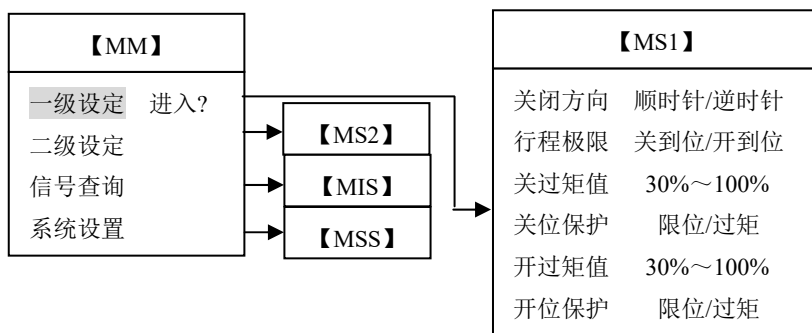 【MM】
一级设定 进入?
二级设定
信号查询
系统设置
【MS2】
【MIS】
【MSS】
【MS1】
关闭方向 顺时针/逆时针
行程极限 关到位/开到位
关过矩值 30%～100%
关位保护 限位/过矩
开过矩值 30%～100%
开位保护 限位/过矩